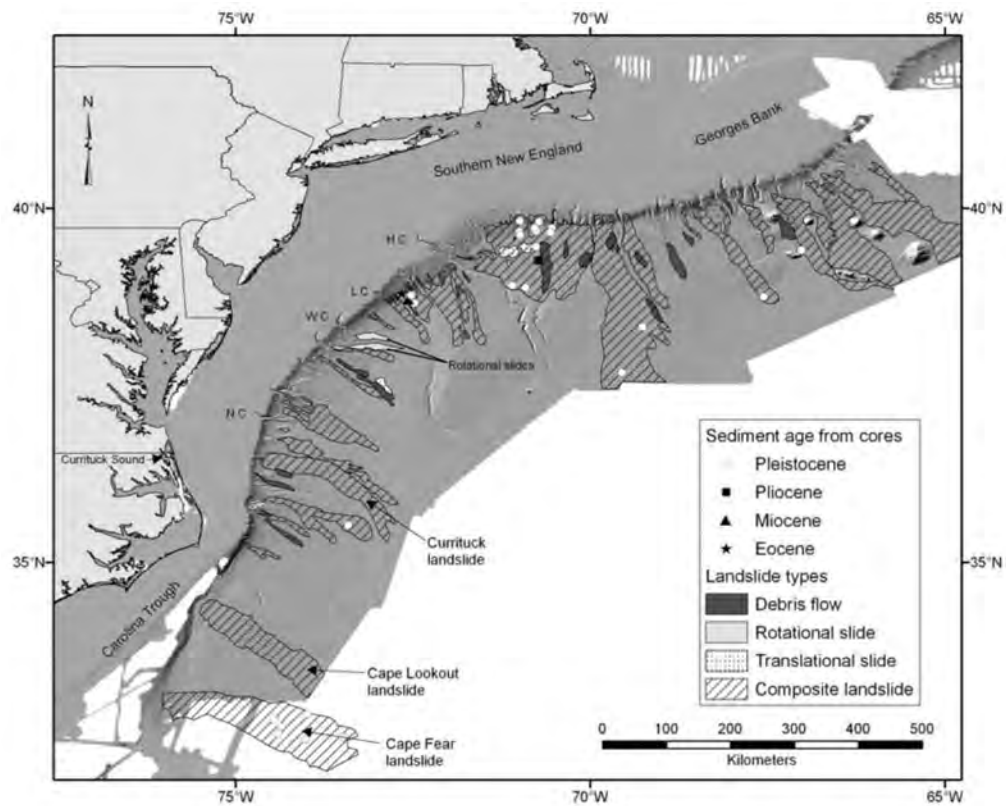 75°W
70°W
65°W
N
Georges Bank
Southern New England
40°N
40°N
HC
LC
WC
Rotational slides
NC
Currituck Sound
Sediment age from cores
Pleistocene
Pliocene
Miocene
Eocene
Landslide types
Debris flow
Rotational slide
Translational slide
Composite landslide
Currituck
landslide
35°N
35°N
Carolina Trough
Cape Lookout
landslide
Cape Fear
landslide
0 100 200 300 400 500
Kilometers
75°W
70°W
65°W